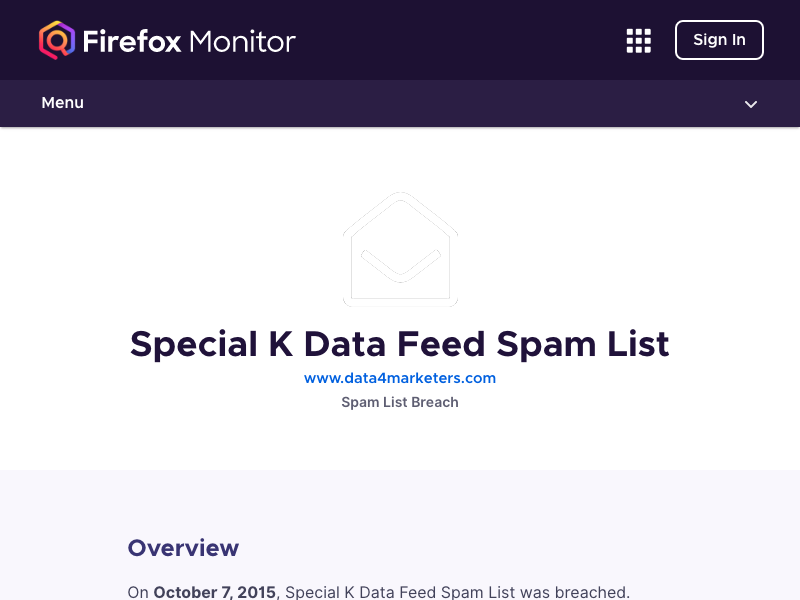 Firefox Monitor
Sign In
Menu
Special K Data Feed Spam List
www.data4marketers.com
Spam List Breach
Overview
On October 7, 2015, Special K Data Feed Spam List was breached.